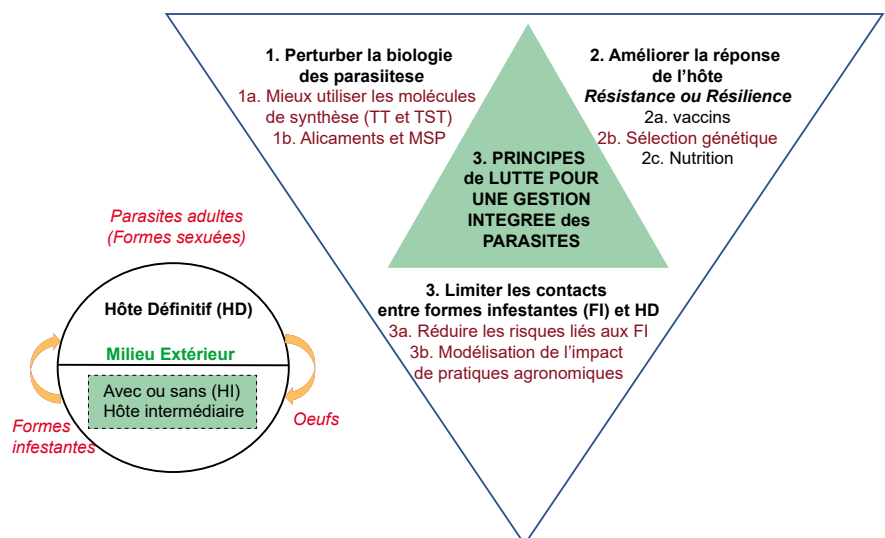 1. Perturber la biologie
des parasiitese
1a. Mieux utiliser les molécules
de synthèse (TT et TST)
1b. Alicaments et MSP
2. Améliorer la réponse
de l’hôte
Résistance ou Résilience
2a. vaccins
2b. Sélection génétique
2c. Nutrition
3. PRINCIPES
de LUTTE POUR
UNE GESTION
INTEGREE des
PARASITES
3. Limiter les contacts
entre formes infestantes (FI) et HD
3a. Réduire les risques liés aux FI
3b. Modélisation de l’impact
de pratiques agronomiques
Parasites adultes
(Formes sexuées)
Hôte Définitif (HD)
Milieu Extérieur
Avec ou sans (HI)
Hôte intermédiaire
Formes
infestantes
Oeufs